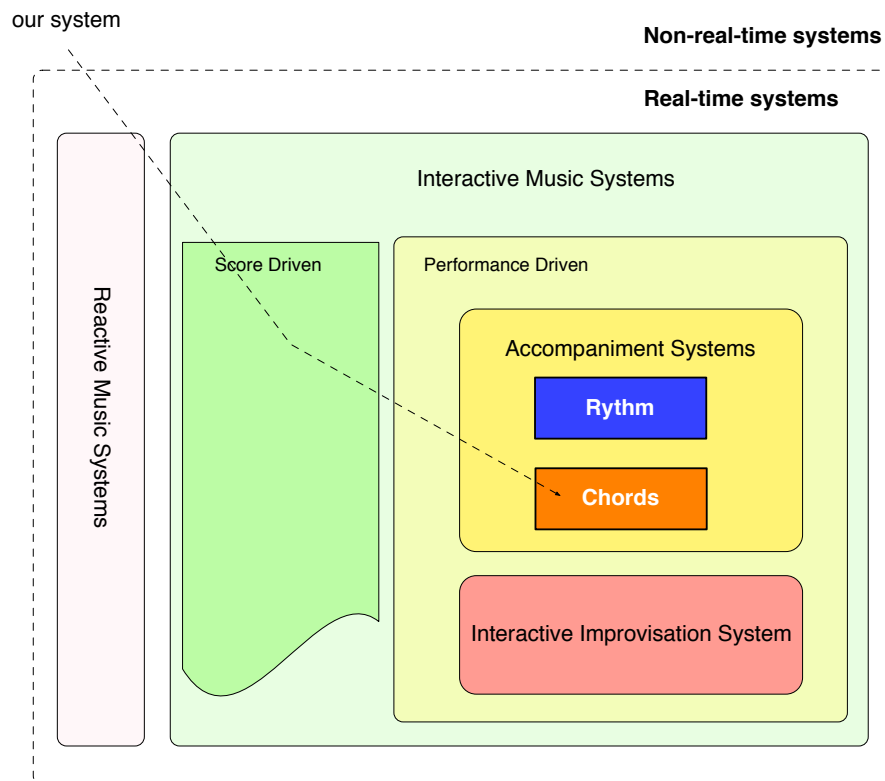 our system
Non-real-time systems
Real-time systems
Interactive Music Systems
Reactive Music Systems
Score Driven
Performance Driven
Accompaniment Systems
Rythm
Chords
Interactive Improvisation System